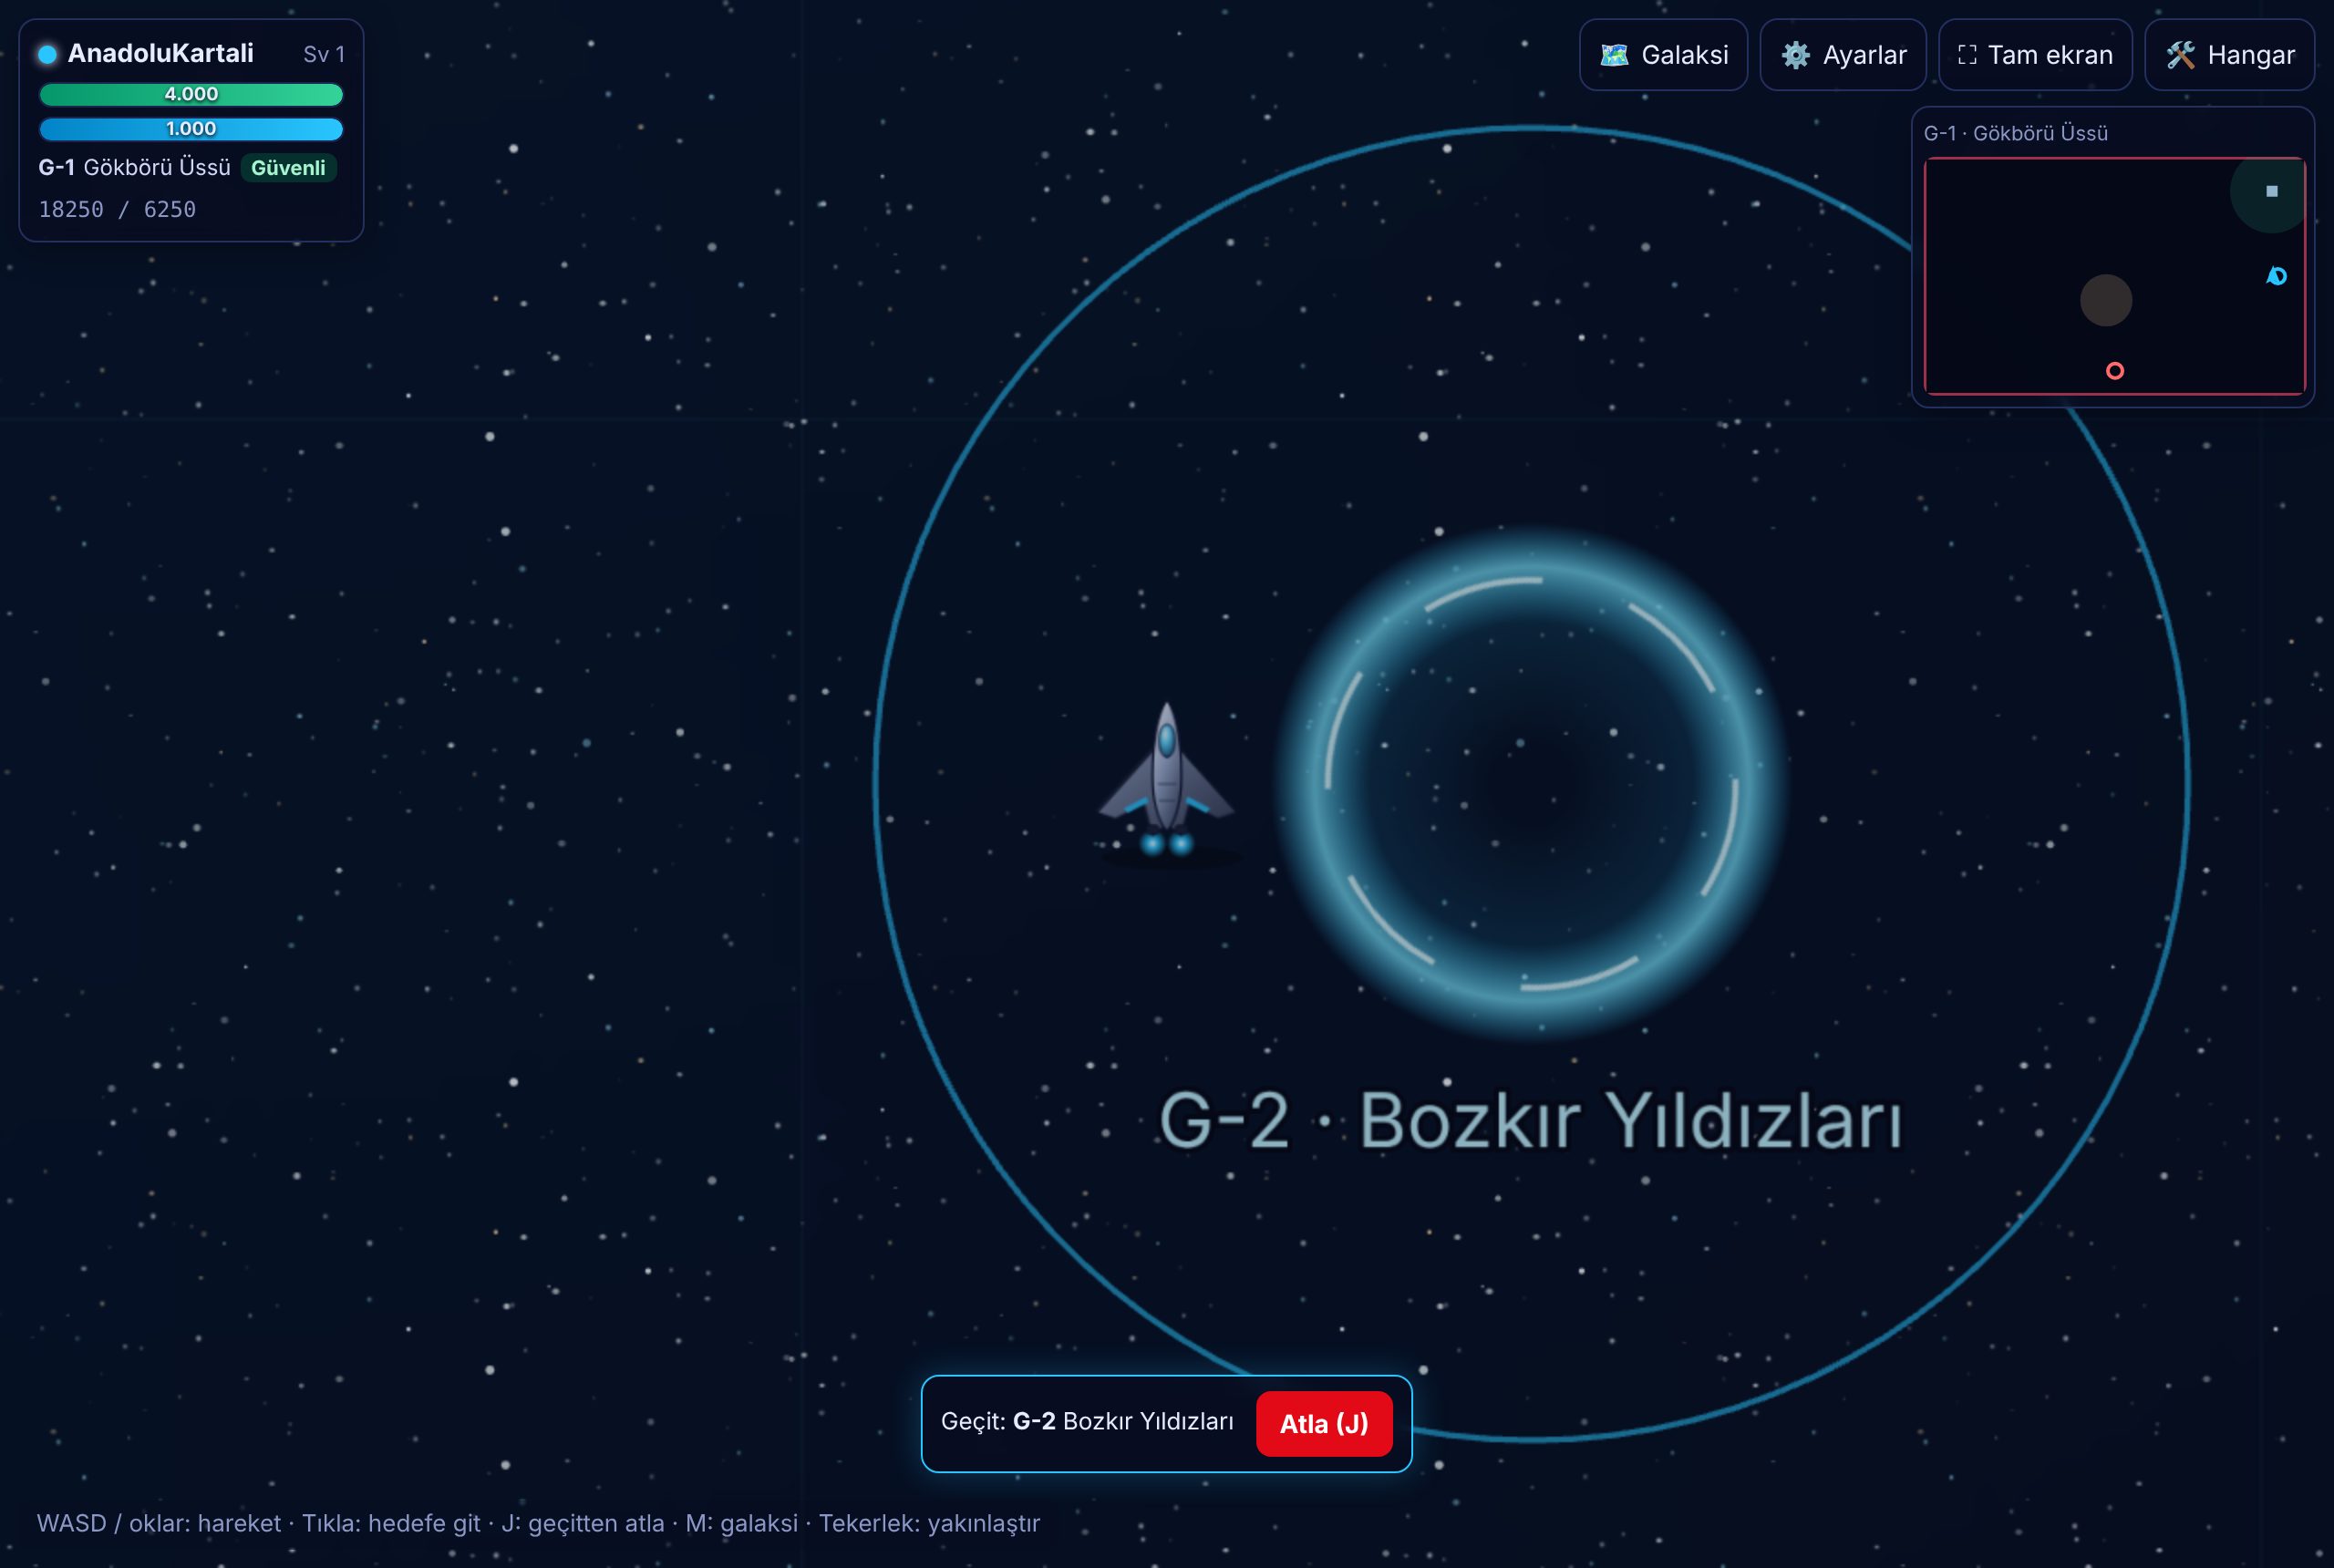 AnadoluKartali Sv 1
4.000
1.000
G-1 Gökbörü Üssü Güvenli
18250 / 6250
Galaksi Ayarlar Tam ekran Hangar
G-1 · Gökbörü Üssü
G-2 · Bozkır Yıldızları
Geçit: G-2 Bozkır Yıldızları Atla (J)
WASD / oklar: hareket · Tıkla: hedefe git · J: geçitten atla · M: galaksi · Tekerlek: yakınlaştır